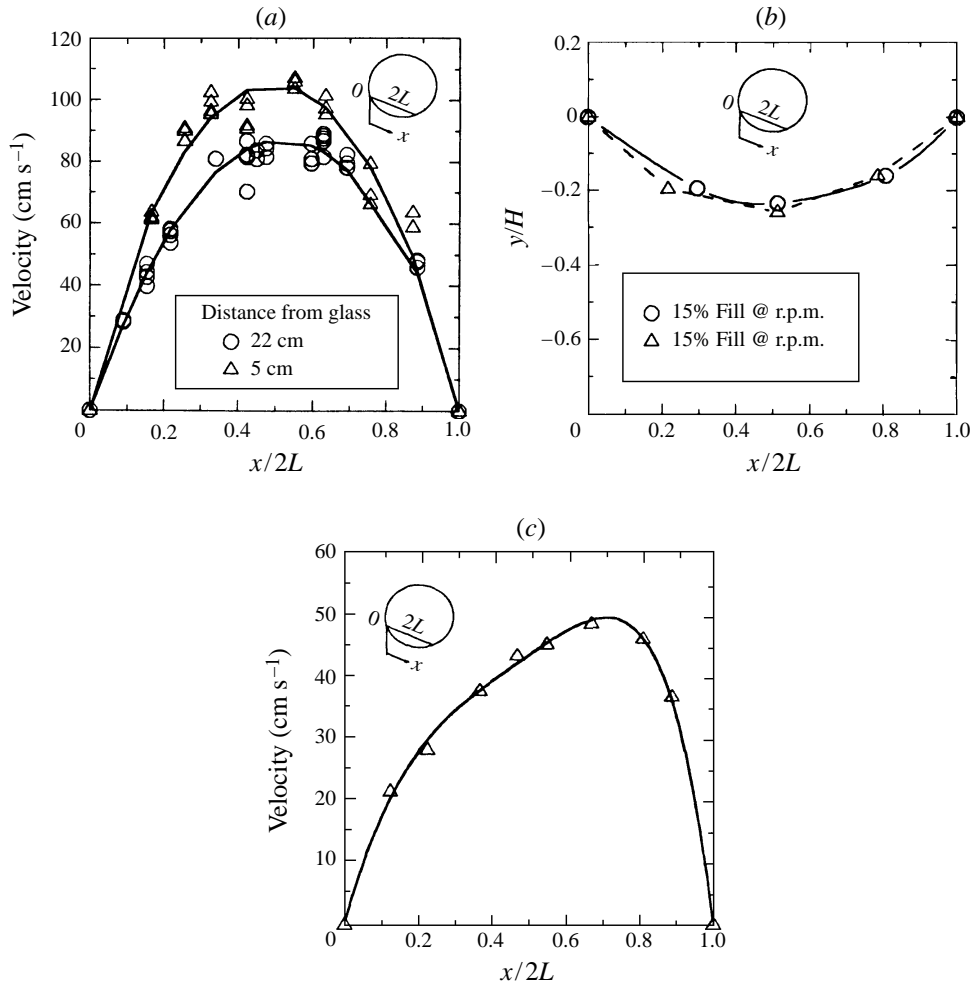 (a)
120
100
80
60
40
20
0
0
0.2
0.4
0.6
0.8
1.0
Velocity (cm s⁻¹)
x/2L
0
2L
x
Distance from glass
22 cm
5 cm
(b)
0.2
0
−0.2
−0.4
−0.6
0
0.2
0.4
0.6
0.8
1.0
y/H
x/2L
0
2L
x
15% Fill @ r.p.m.
15% Fill @ r.p.m.
(c)
60
50
40
30
20
10
0
0.2
0.4
0.6
0.8
1.0
Velocity (cm s⁻¹)
x/2L
0
2L
x